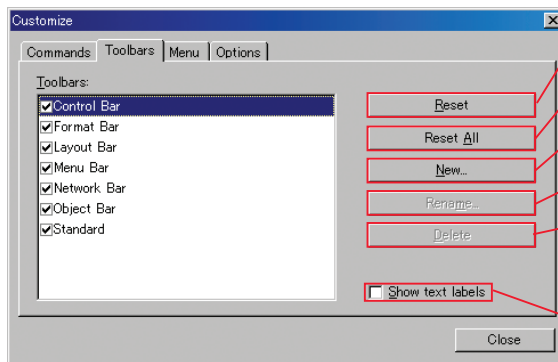 Customize
Commands
Toolbars
Menu
Options
Toolbars:
Control Bar
Format Bar
Layout Bar
Menu Bar
Network Bar
Object Bar
Standard
Reset
Reset All
New...
Rename...
Delete
Show text labels
Close